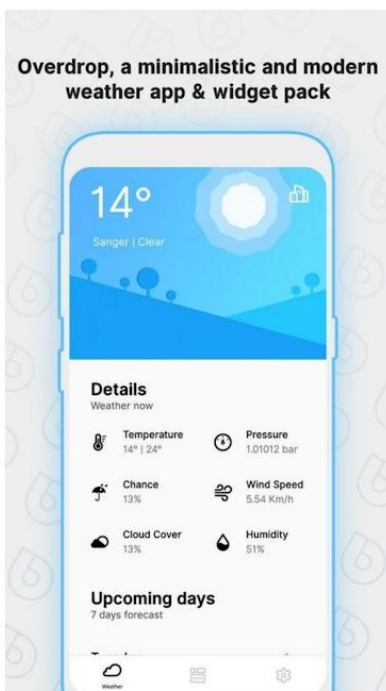 Overdrop, a minimalistic and modern
weather app & widget pack
14°
Sanger | Clear
Details
Weather now
Temperature
14° | 24°
Pressure
1.01012 bar
Chance
13%
Wind Speed
5.54 Km/h
Cloud Cover
13%
Humidity
51%
Upcoming days
7 days forecast
Weather